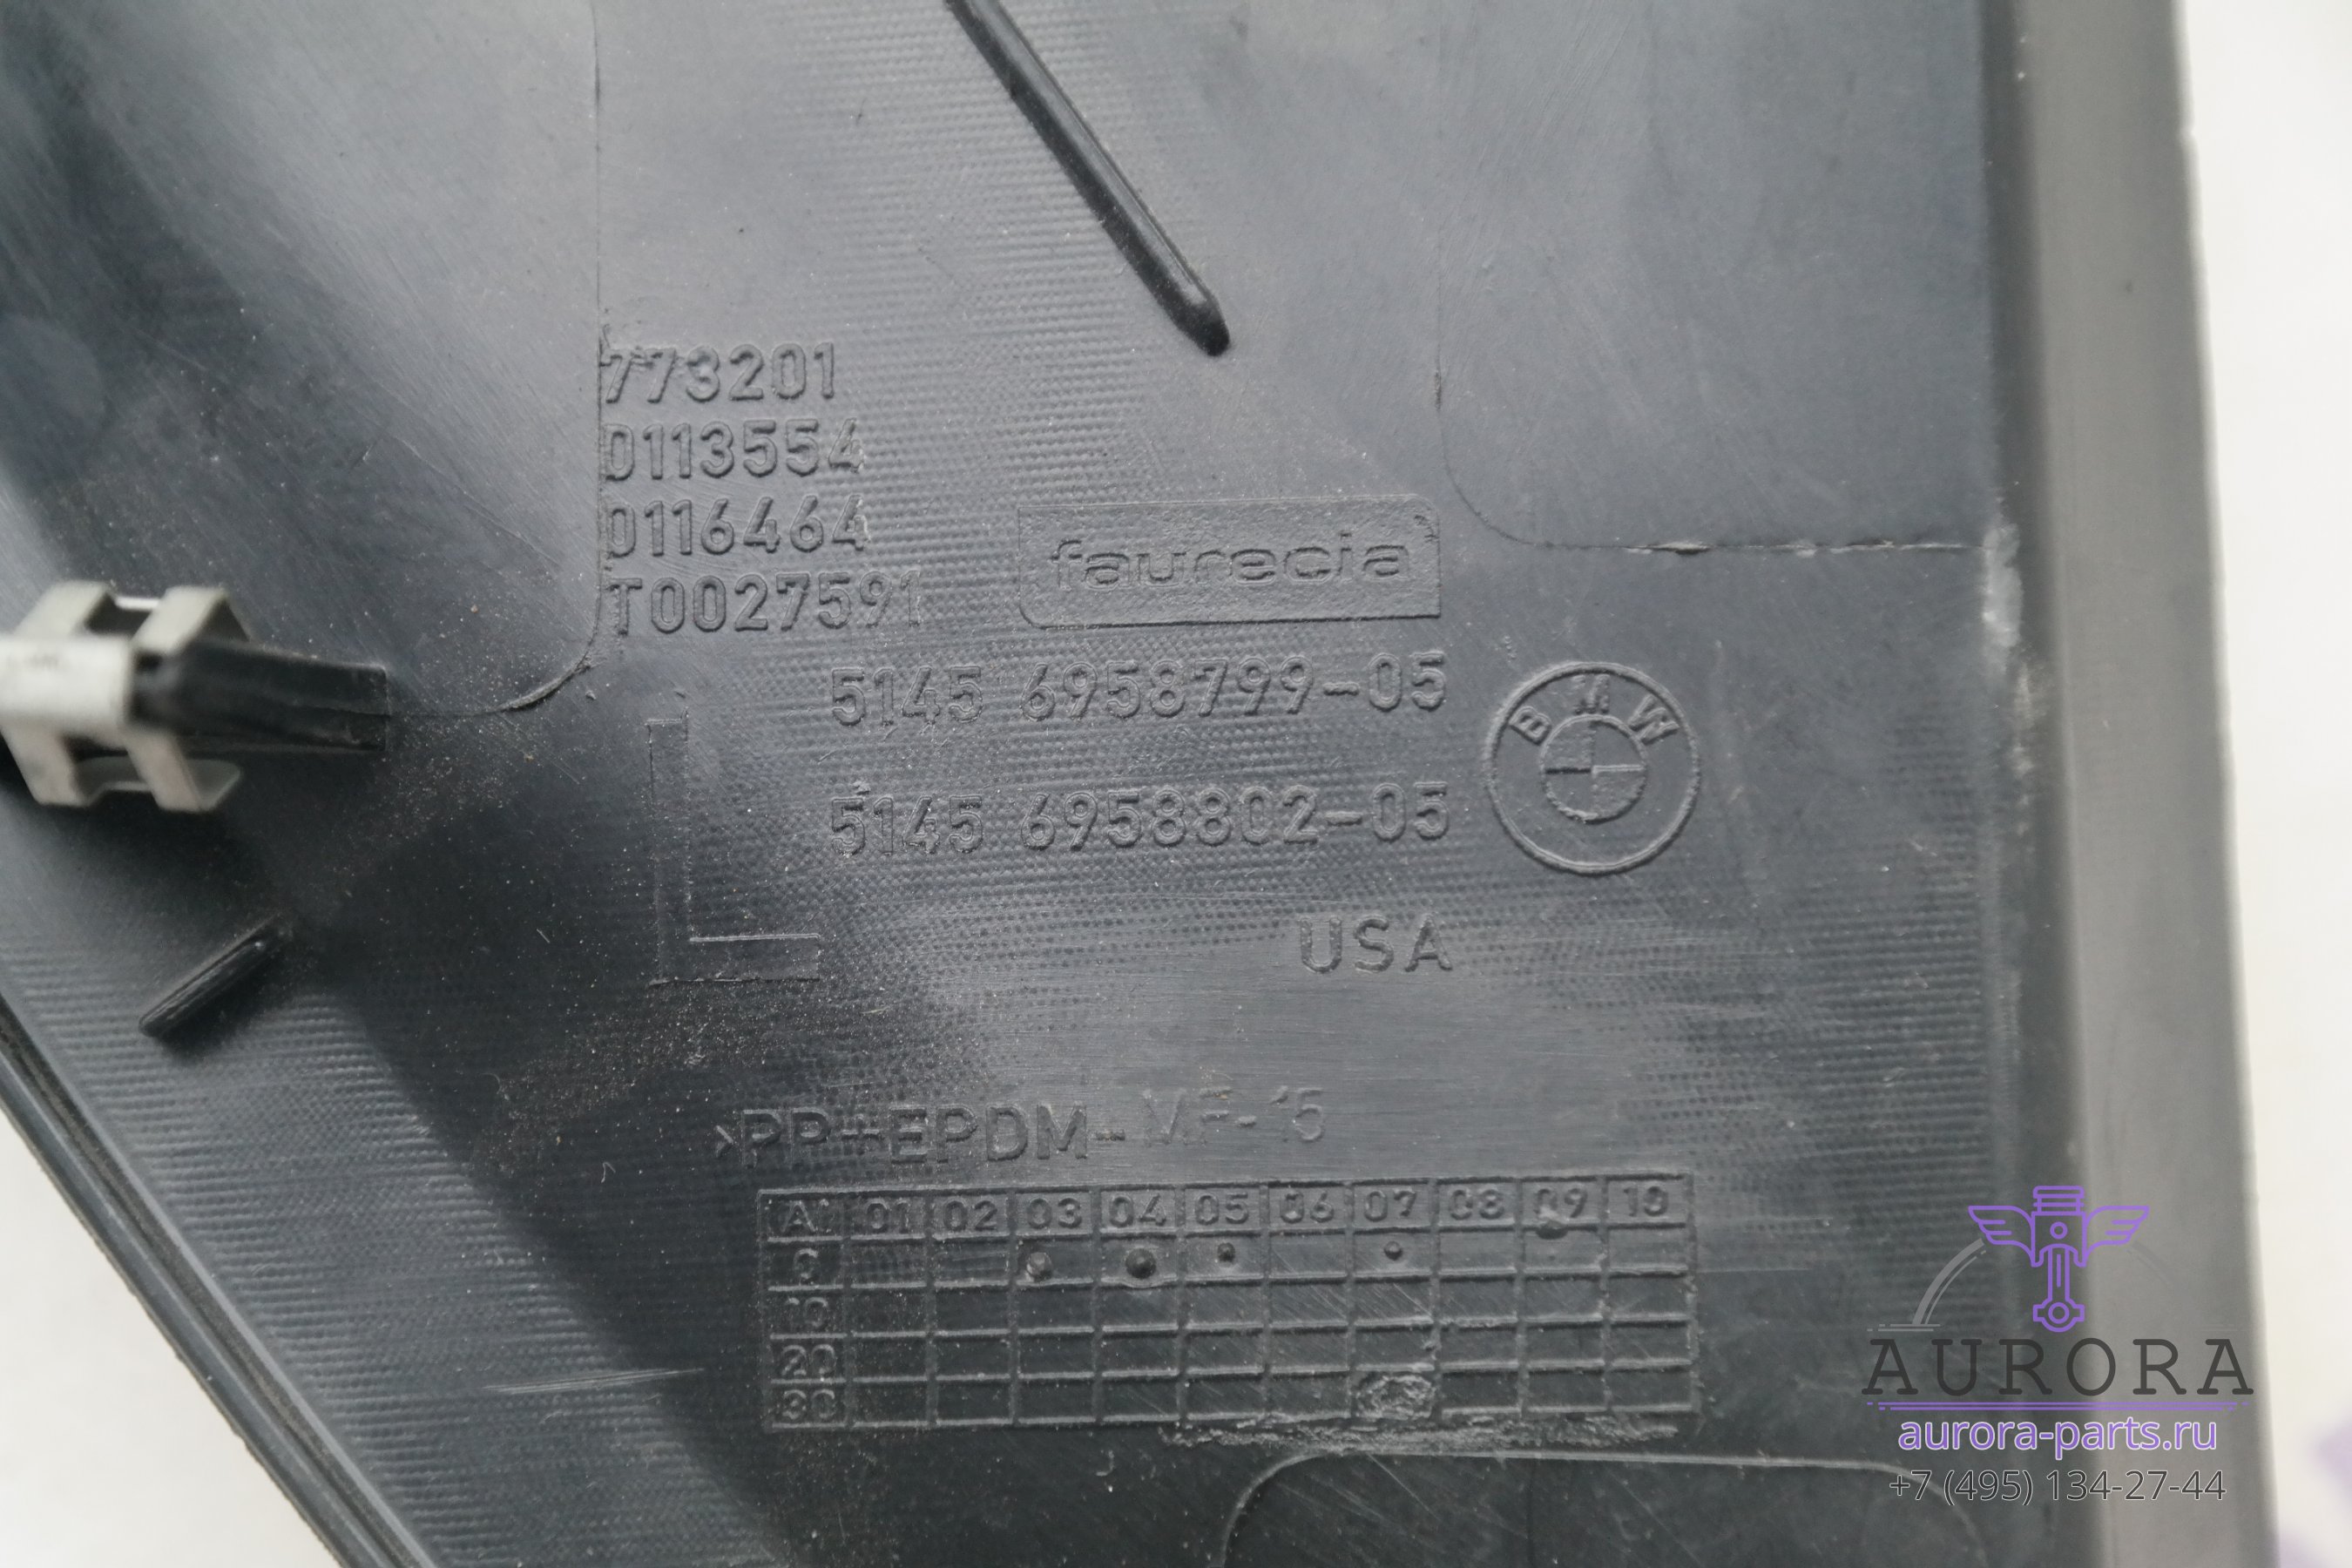 773201
0113554
0116464
T0027591
faurecia
5145 6958799-05
5145 6958802-05
BMW
L
USA
>PP+EPDM- MF-15
A1 01 02 03 04 05 06 07 08 09 10
0
10
20
30
AURORA
aurora-parts.ru
+7 (495) 134-27-44